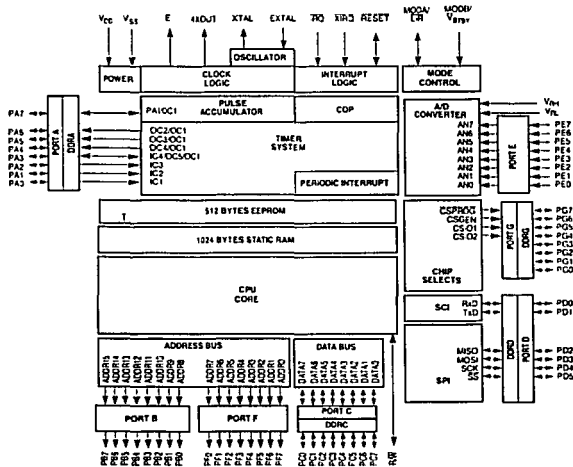 VCC VSS E 4XOUT XTAL EXTAL IRQ XIRQ RESET MODA/ LIR MODB/ VSTBY
OSCILLATOR
POWER CLOCK LOGIC INTERRUPT LOGIC MODE CONTROL
PA7 PA1/OC1 PULSE ACCUMULATOR COP
PORT A DDRA
PA6
PA5
PA4
PA3
PA2
PA1
PA0
OC2/OC1
OC3/OC1
OC4/OC1
IC4/OC5/OC1
IC3
IC2
IC1
TIMER SYSTEM
PERIODIC INTERRUPT
A/D CONVERTER
VRH
VRL
AN7
AN6
AN5
AN4
AN3
AN2
AN1
AN0
PORT E
PE7
PE6
PE5
PE4
PE3
PE2
PE1
PE0
T
512 BYTES EEPROM
1024 BYTES STATIC RAM
CPU
CORE
CSPROG
CSGEN
CSIO1
CSIO2
CHIP
SELECTS
PORT G DDRG
PG7
PG6
PG5
PG4
PG3
PG2
PG1
PG0
SCI
RxD
TxD
SPI
MISO
MOSI
SCK
SS
DDRD PORT D
PD0
PD1
PD2
PD3
PD4
PD5
ADDRESS BUS DATA BUS
ADDR15 ADDR14 ADDR13 ADDR12 ADDR11 ADDR10 ADDR9 ADDR8
ADDR7 ADDR6 ADDR5 ADDR4 ADDR3 ADDR2 ADDR1 ADDR0
DATA7 DATA6 DATA5 DATA4 DATA3 DATA2 DATA1 DATA0
PORT B PORT F PORT C
DDRC
PB7 PB6 PB5 PB4 PB3 PB2 PB1 PB0
PF0 PF1 PF2 PF3 PF4 PF5 PF6 PF7
PC0 PC1 PC2 PC3 PC4 PC5 PC6 PC7
R/W